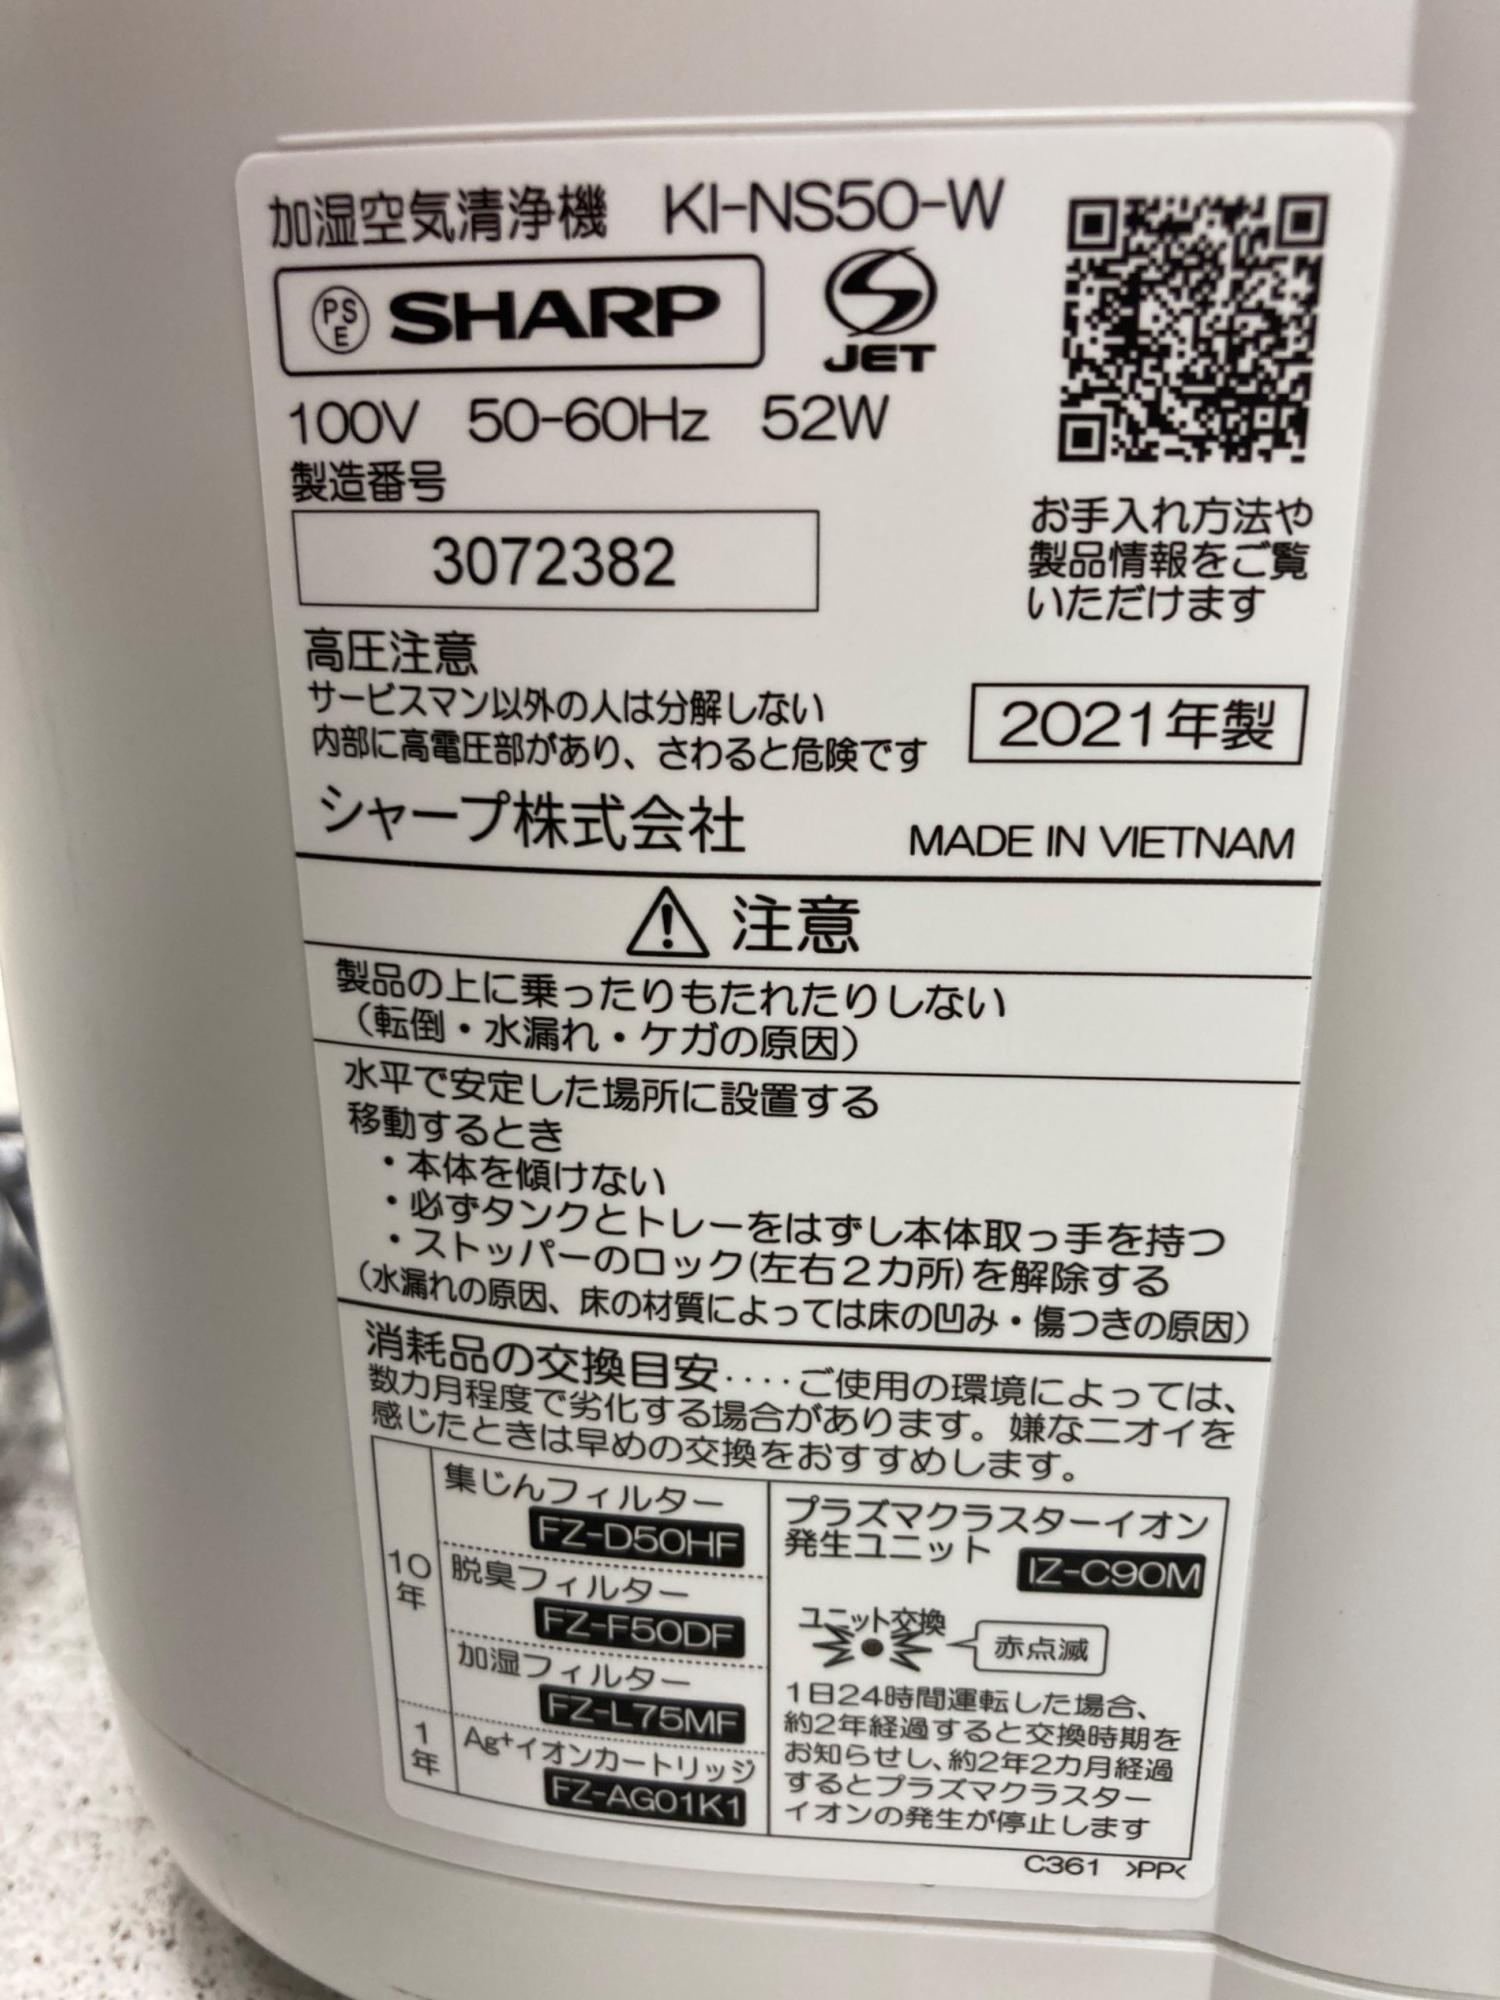 加湿空気清浄機 KI-NS50-W
PSE SHARP
JET
100V 50-60Hz 52W
製造番号
3072382
お手入れ方法や
製品情報をご覧
いただけます
高圧注意
サービスマン以外の人は分解しない
内部に高電圧部があり、さわると危険です
2021年製
シャープ株式会社
MADE IN VIETNAM
注意
製品の上に乗ったりもたれたりしない
（転倒・水漏れ・ケガの原因）
水平で安定した場所に設置する
移動するとき
・本体を傾けない
・必ずタンクとトレーをはずし本体取っ手を持つ
・ストッパーのロック(左右２カ所)を解除する
（水漏れの原因、床の材質によっては床の凹み・傷つきの原因）
消耗品の交換目安‥‥ご使用の環境によっては、
数カ月程度で劣化する場合があります。嫌なニオイを
感じたときは早めの交換をおすすめします。
10年
集じんフィルター
FZ-D50HF
脱臭フィルター
FZ-F50DF
加湿フィルター
FZ-L75MF
1年
Ag⁺イオンカートリッジ
FZ-AG01K1
プラズマクラスターイオン
発生ユニット IZ-C90M
ユニット交換
赤点滅
1日24時間運転した場合、
約2年経過すると交換時期を
お知らせし、約2年2カ月経過
するとプラズマクラスター
イオンの発生が停止します
C361 >PP<